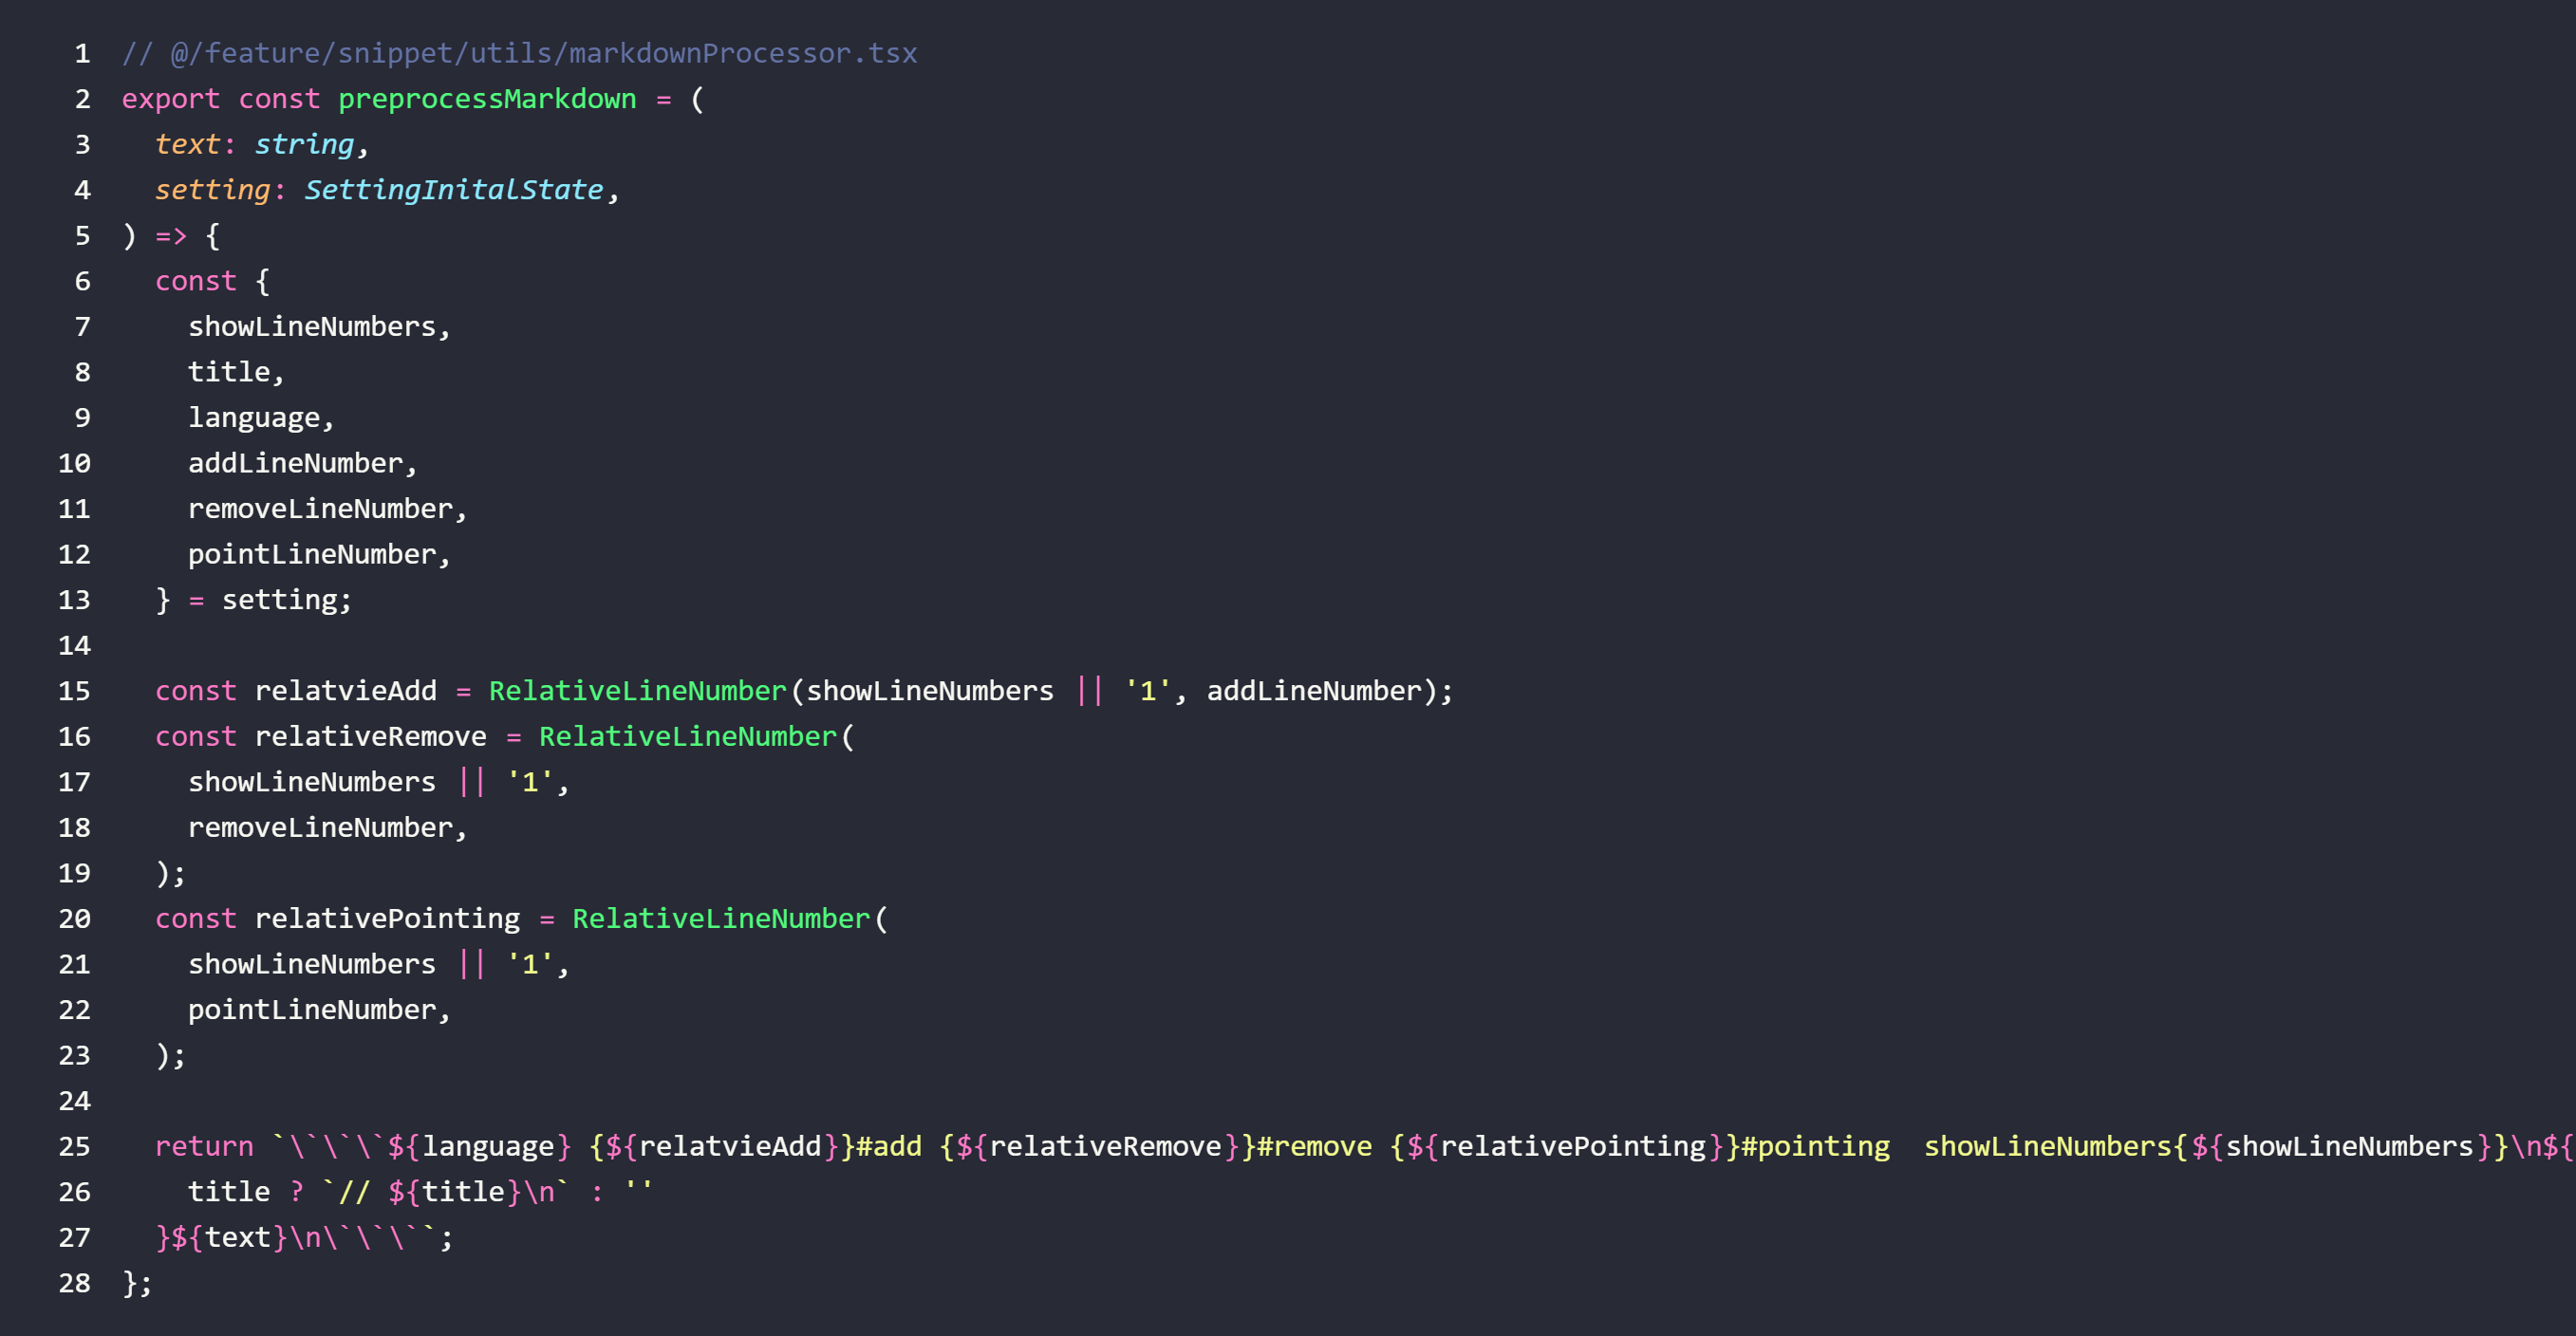 1 // @/feature/snippet/utils/markdownProcessor.tsx
2 export const preprocessMarkdown = (
3   text: string,
4   setting: SettingInitalState,
5 ) => {
6   const {
7     showLineNumbers,
8     title,
9     language,
10     addLineNumber,
11     removeLineNumber,
12     pointLineNumber,
13   } = setting;
14
15   const relatvieAdd = RelativeLineNumber(showLineNumbers || '1', addLineNumber);
16   const relativeRemove = RelativeLineNumber(
17     showLineNumbers || '1',
18     removeLineNumber,
19   );
20   const relativePointing = RelativeLineNumber(
21     showLineNumbers || '1',
22     pointLineNumber,
23   );
24
25   return `\`\`\`${language} {${relatvieAdd}}#add {${relativeRemove}}#remove {${relativePointing}}#pointing  showLineNumbers{${showLineNumbers}}\n${
26     title ? `// ${title}\n` : ''
27   }${text}\n\`\`\``;
28 };